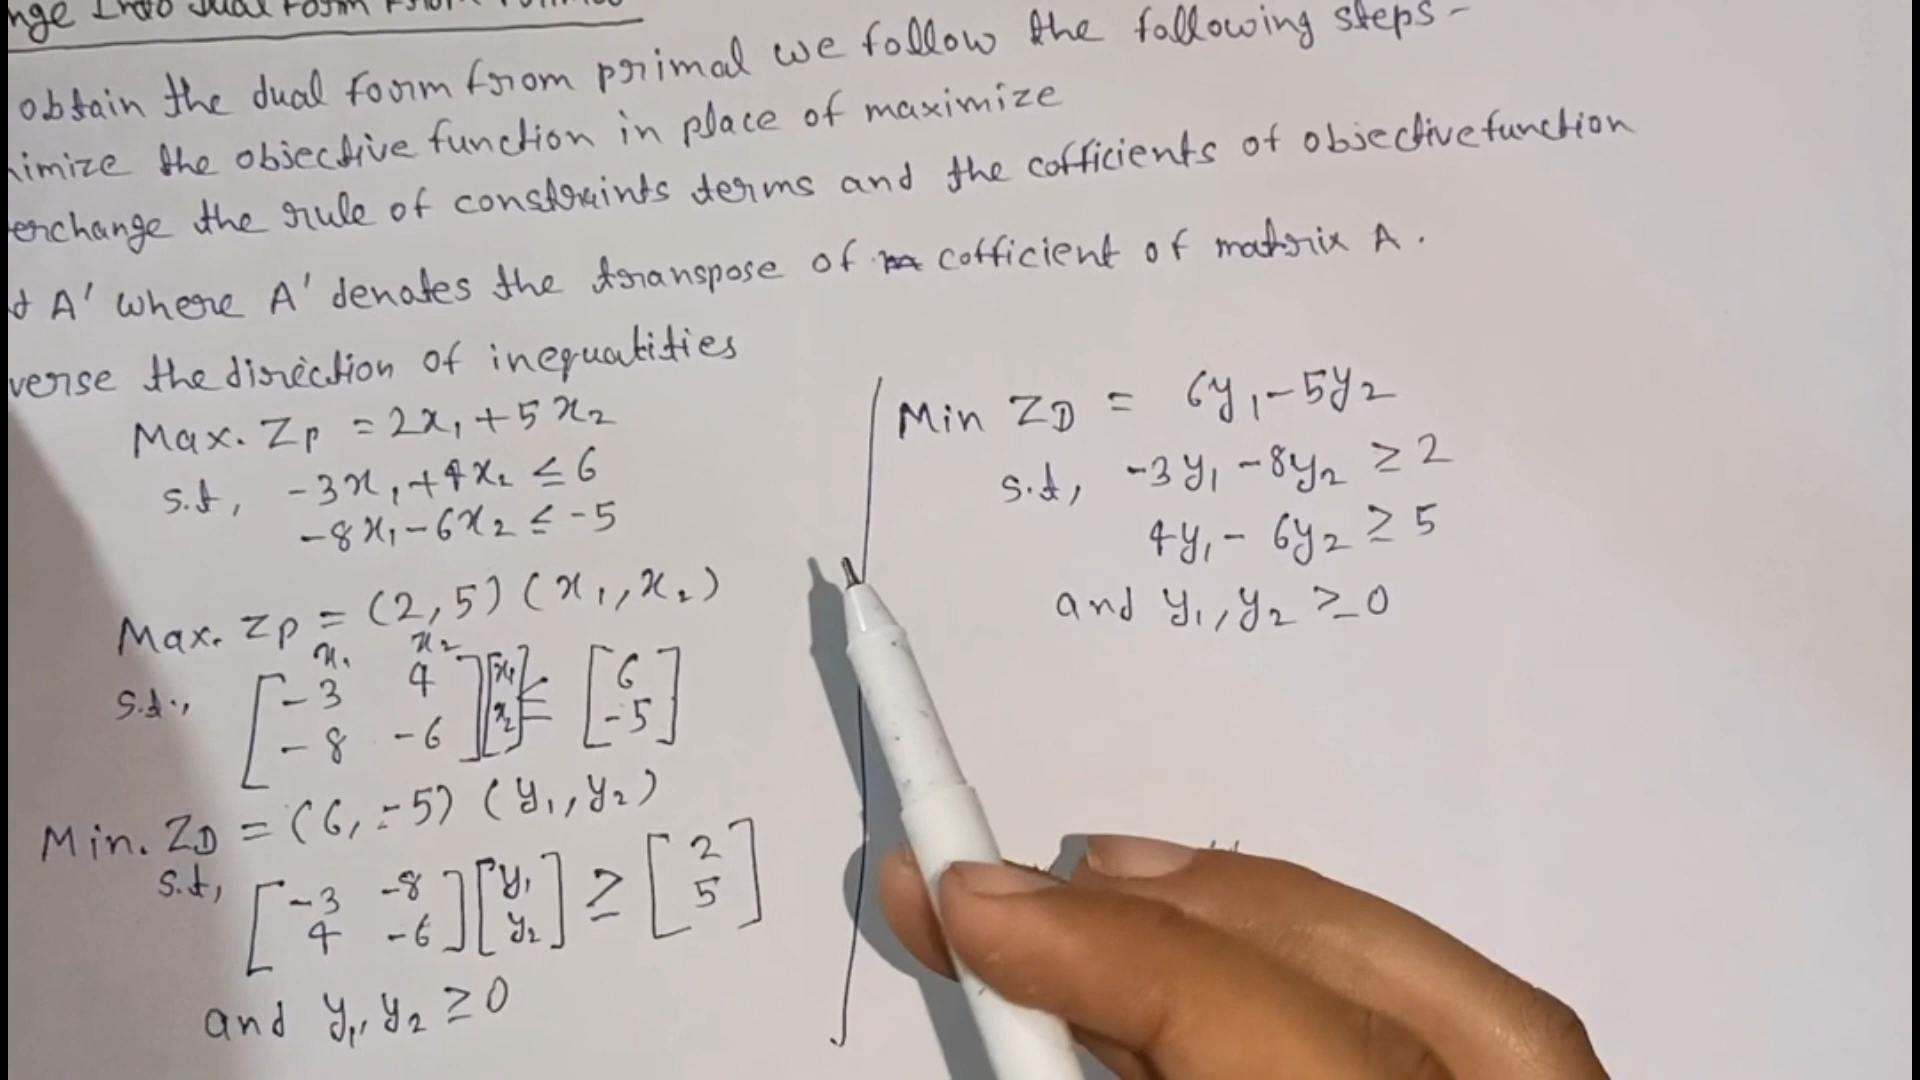 obtain the dual form from primal we follow the following steps-
imize the objective function in place of maximize
erchange the rule of constraints terms and the cofficients of objective function
A' where A' denates the transpose of cofficient of matrix A.
verse the direction of inequatities
Max. Zp = 2x₁ + 5x₂
s.t, -3x₁ + 4x₂ ≤ 6
-8x₁ - 6x₂ ≤ -5
Max. Zp = (2, 5) (x₁, x₂)
x₁ x₂
s.t., [-3 4] [x₁] ≤ [6]
[-8 -6] [x₂] [-5]
Min. ZD = (6, -5) (y₁, y₂)
s.t, [-3 -8] [y₁] ≥ [2]
[4 -6] [y₂] [5]
and y₁, y₂ ≥ 0
Min ZD = 6y₁ - 5y₂
s.t, -3y₁ - 8y₂ ≥ 2
4y₁ - 6y₂ ≥ 5
and y₁, y₂ ≥ 0